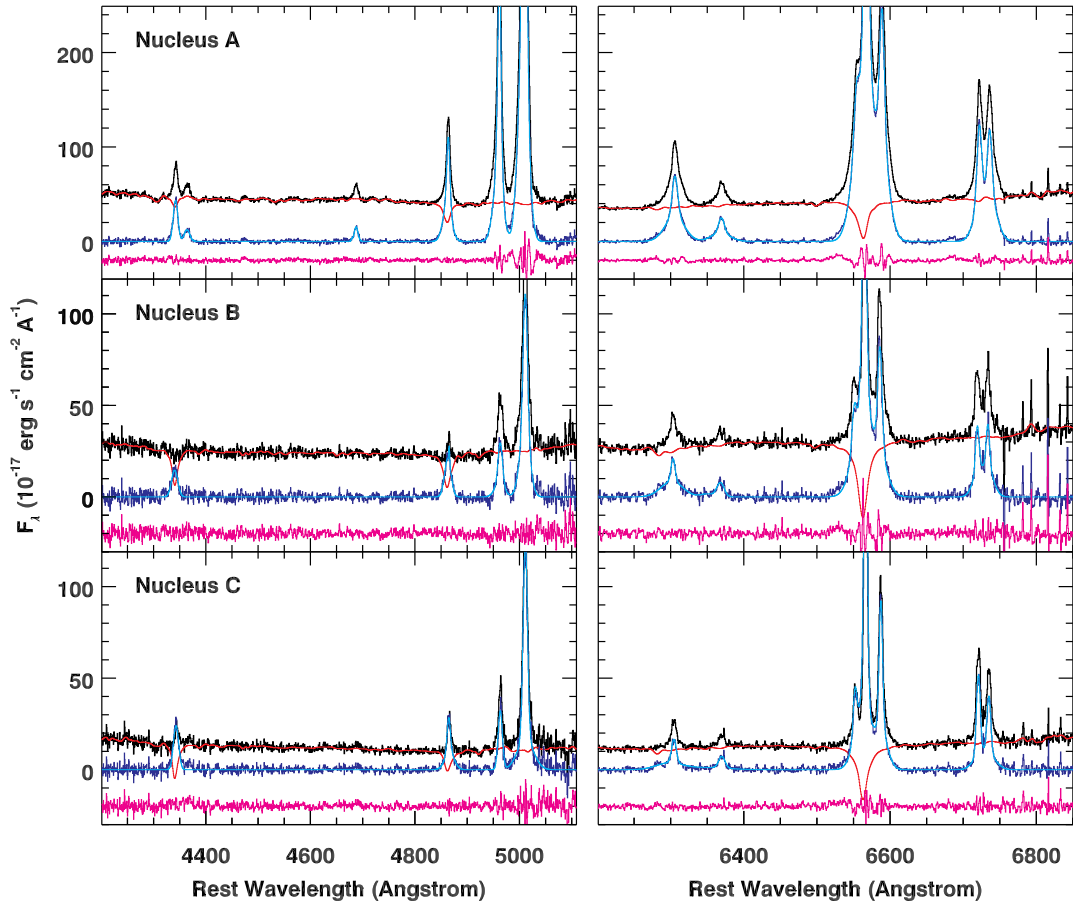 Nucleus A
200
100
0
Nucleus B
100
50
0
Nucleus C
100
50
0
F_λ (10^-17 erg s^-1 cm^-2 A^-1)
4400 4600 4800 5000
6400 6600 6800
Rest Wavelength (Angstrom)
Rest Wavelength (Angstrom)